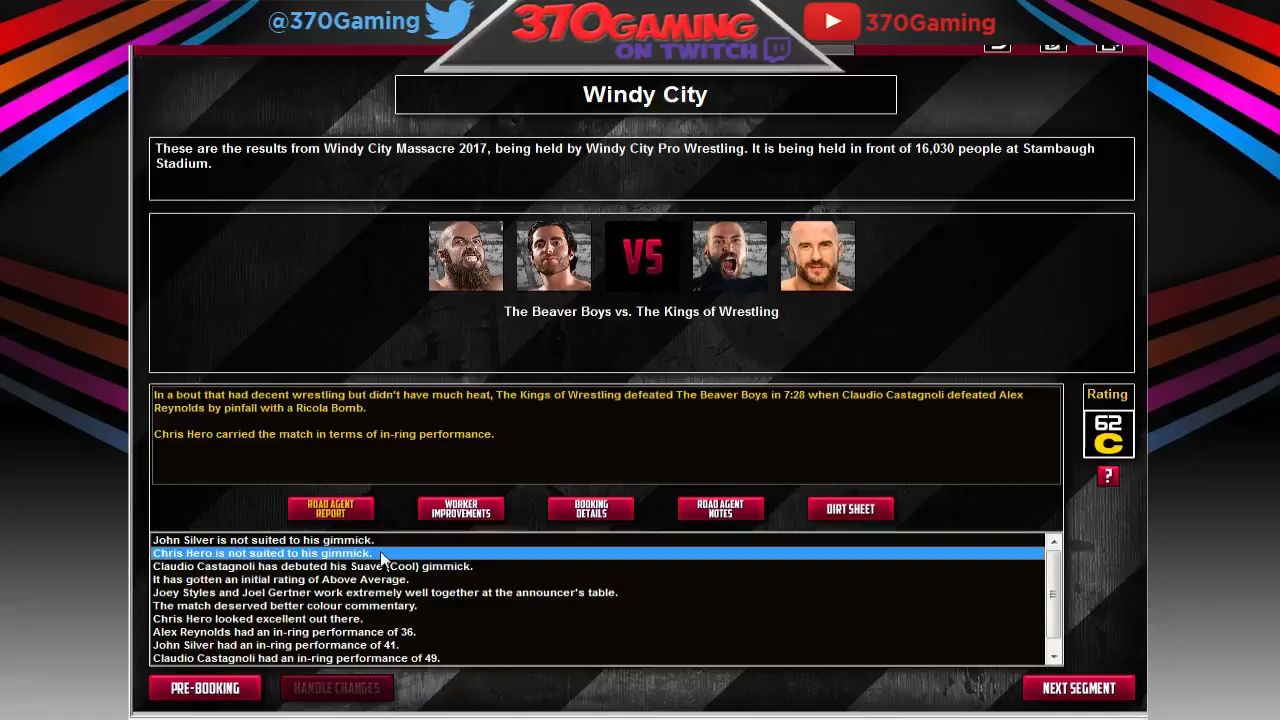 @370Gaming
370GAMING
ON TWITCH
370Gaming
Windy City
These are the results from Windy City Massacre 2017, being held by Windy City Pro Wrestling. It is being held in front of 16,030 people at Stambaugh
Stadium.
VS
The Beaver Boys vs. The Kings of Wrestling
In a bout that had decent wrestling but didn't have much heat, The Kings of Wrestling defeated The Beaver Boys in 7:28 when Claudio Castagnoli defeated Alex
Reynolds by pinfall with a Ricola Bomb.
Chris Hero carried the match in terms of in-ring performance.
Rating
62
C
?
ROAD AGENT
REPORT
WORKER
IMPROVEMENTS
BOOKING
DETAILS
ROAD AGENT
NOTES
DIRT SHEET
John Silver is not suited to his gimmick.
Chris Hero is not suited to his gimmick.
Claudio Castagnoli has debuted his Suave (Cool) gimmick.
It has gotten an initial rating of Above Average.
Joey Styles and Joel Gertner work extremely well together at the announcer's table.
The match deserved better colour commentary.
Chris Hero looked excellent out there.
Alex Reynolds had an in-ring performance of 36.
John Silver had an in-ring performance of 41.
Claudio Castagnoli had an in-ring performance of 49.
PRE-BOOKING
HANDLE CHANGES
NEXT SEGMENT